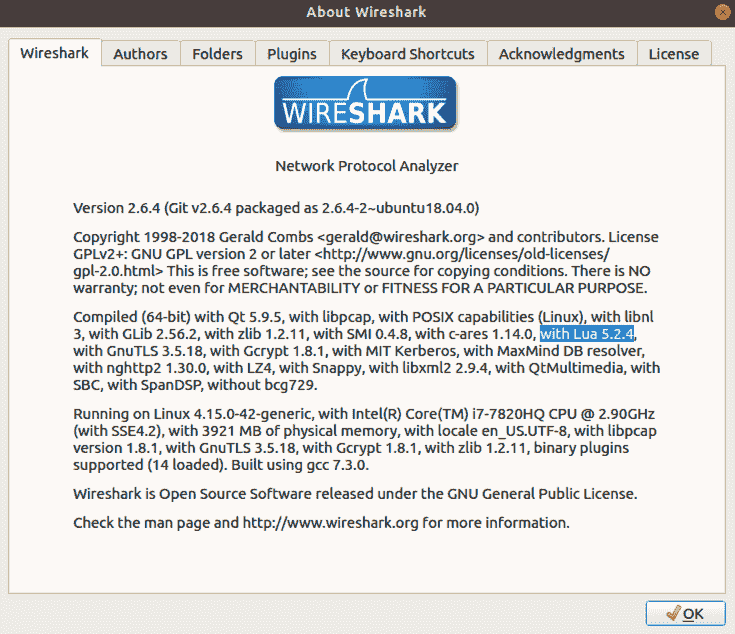 About Wireshark
Wireshark Authors Folders Plugins Keyboard Shortcuts Acknowledgments License
WIRESHARK
Network Protocol Analyzer
Version 2.6.4 (Git v2.6.4 packaged as 2.6.4-2~ubuntu18.04.0)
Copyright 1998-2018 Gerald Combs <gerald@wireshark.org> and contributors. License
GPLv2+: GNU GPL version 2 or later <http://www.gnu.org/licenses/old-licenses/
gpl-2.0.html> This is free software; see the source for copying conditions. There is NO
warranty; not even for MERCHANTABILITY or FITNESS FOR A PARTICULAR PURPOSE.
Compiled (64-bit) with Qt 5.9.5, with libpcap, with POSIX capabilities (Linux), with libnl
3, with GLib 2.56.2, with zlib 1.2.11, with SMI 0.4.8, with c-ares 1.14.0, with Lua 5.2.4,
with GnuTLS 3.5.18, with Gcrypt 1.8.1, with MIT Kerberos, with MaxMind DB resolver,
with nghttp2 1.30.0, with LZ4, with Snappy, with libxml2 2.9.4, with QtMultimedia, with
SBC, with SpanDSP, without bcg729.
Running on Linux 4.15.0-42-generic, with Intel(R) Core(TM) i7-7820HQ CPU @ 2.90GHz
(with SSE4.2), with 3921 MB of physical memory, with locale en_US.UTF-8, with libpcap
version 1.8.1, with GnuTLS 3.5.18, with Gcrypt 1.8.1, with zlib 1.2.11, binary plugins
supported (14 loaded). Built using gcc 7.3.0.
Wireshark is Open Source Software released under the GNU General Public License.
Check the man page and http://www.wireshark.org for more information.
OK